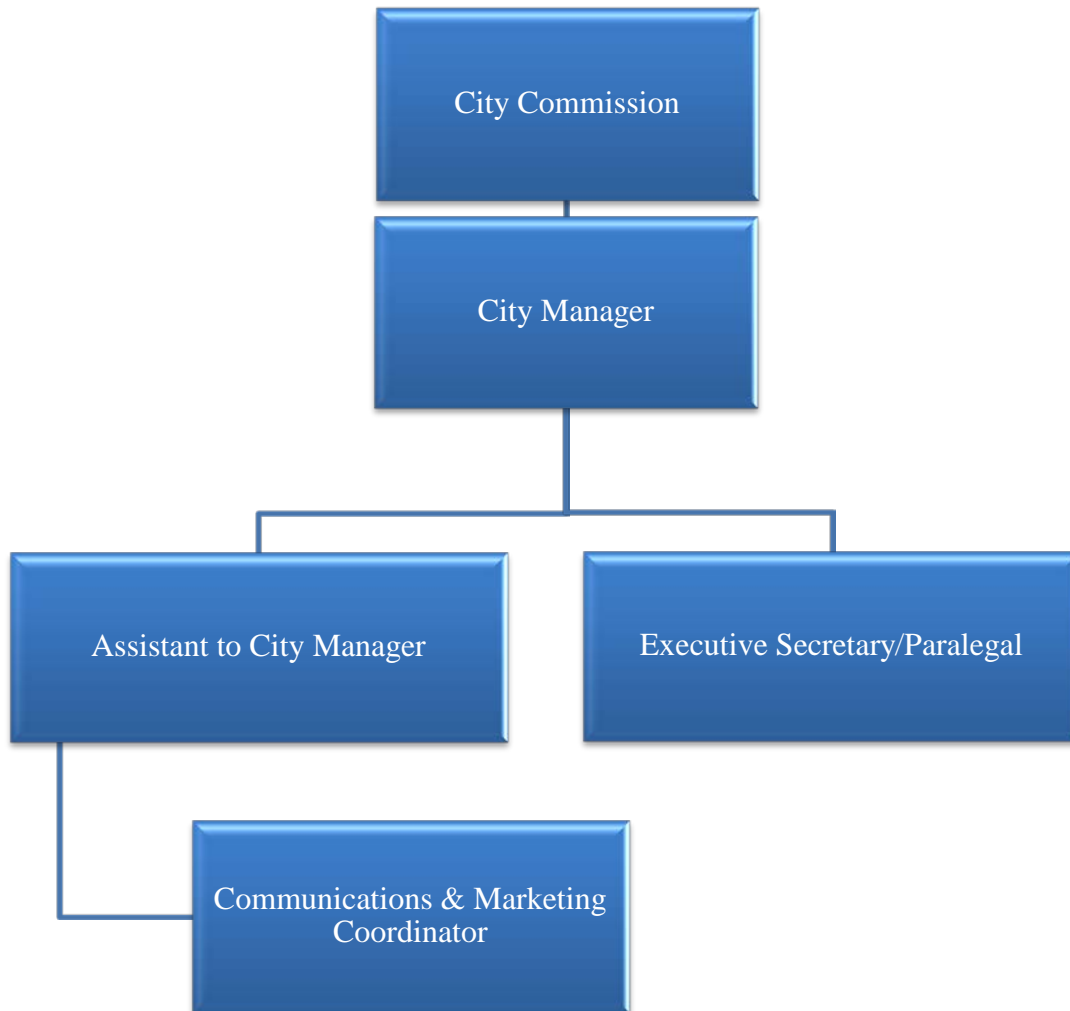 City Commission
City Manager
Assistant to City Manager
Executive Secretary/Paralegal
Communications & Marketing
Coordinator